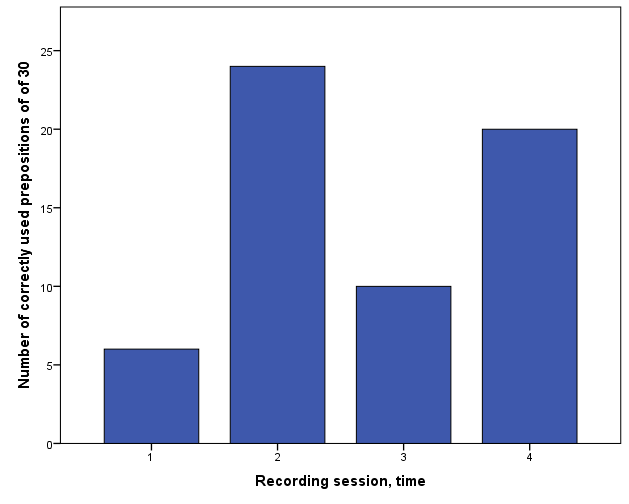 Number of correctly used prepositions of of 30
25
20
15
10
5
0
1 2 3 4
Recording session, time